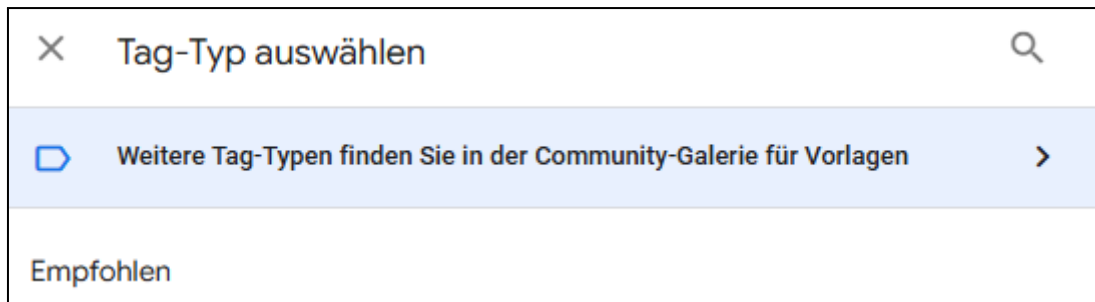 Tag-Typ auswählen
Weitere Tag-Typen finden Sie in der Community-Galerie für Vorlagen
Empfohlen